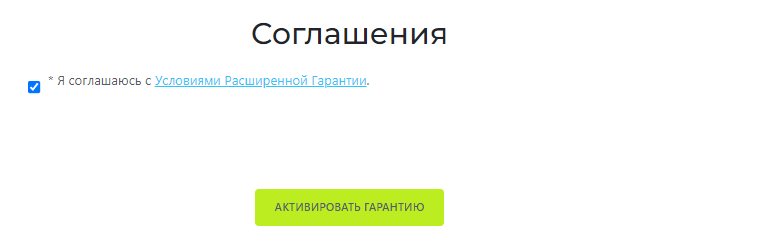 Соглашения
* Я соглашаюсь с Условиями Расширенной Гарантии.
АКТИВИРОВАТЬ ГАРАНТИЮ